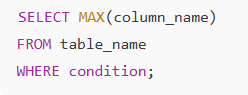 SELECT MAX(column_name)
FROM table_name
WHERE condition;